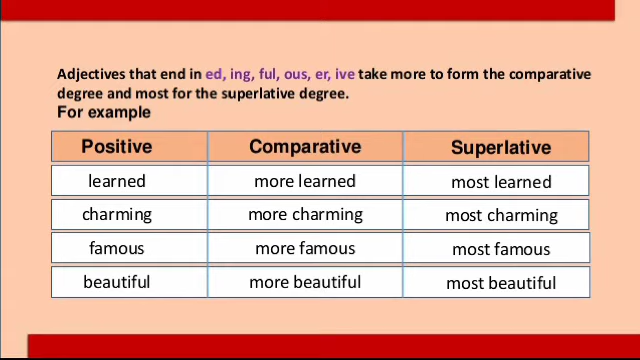 Adjectives that end in ed, ing, ful, ous, er, ive take more to form the comparative
degree and most for the superlative degree.
For example
Positive Comparative Superlative
learned more learned most learned
charming more charming most charming
famous more famous most famous
beautiful more beautiful most beautiful